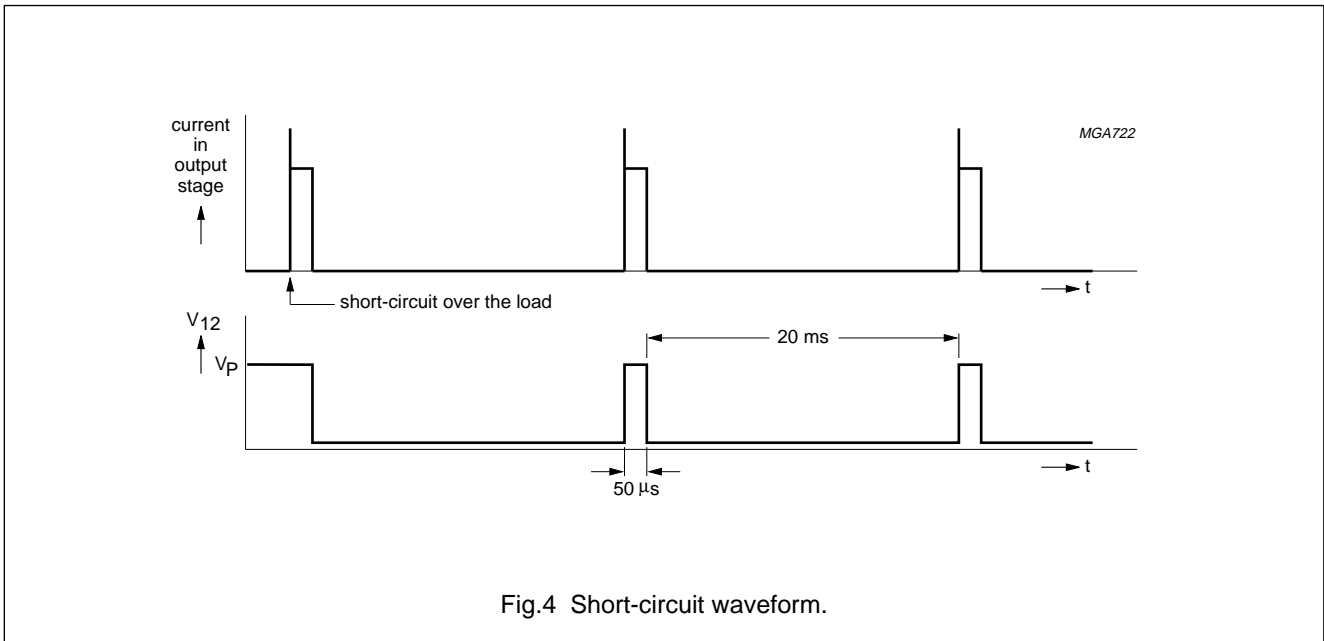 current
in
output
stage
MGA722
t
short-circuit over the load
V12
VP
20 ms
t
50 μs
Fig.4 Short-circuit waveform.